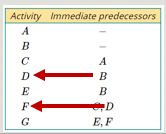 Activity Immediate predecessors
A –
B –
C A
D B
E B
F C, D
G E, F